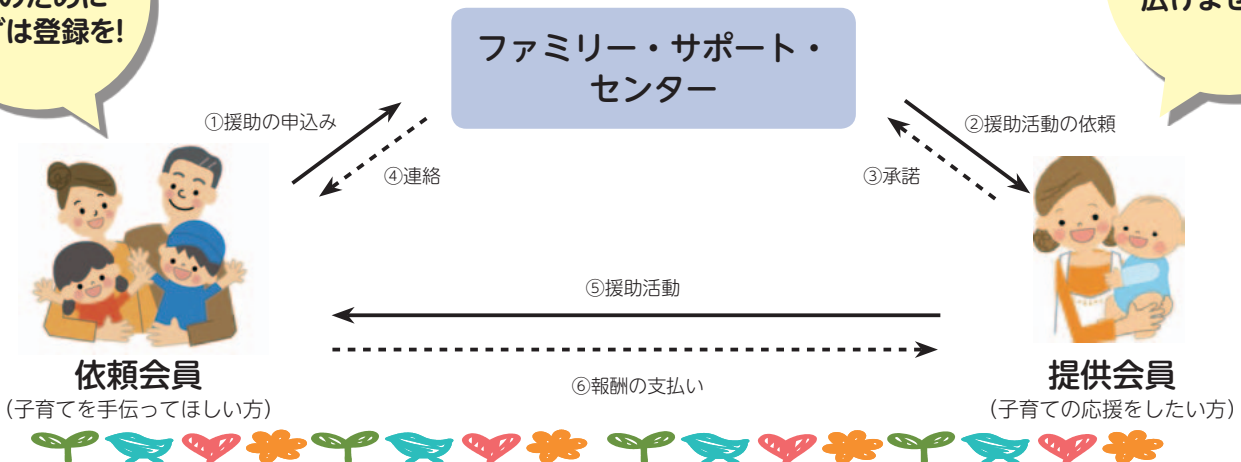 のために
は登録を!
広げませ
ファミリー・サポート・
センター
①援助の申込み
②援助活動の依頼
④連絡
③承諾
⑤援助活動
⑥報酬の支払い
依頼会員
(子育てを手伝ってほしい方)
提供会員
(子育ての応援をしたい方)